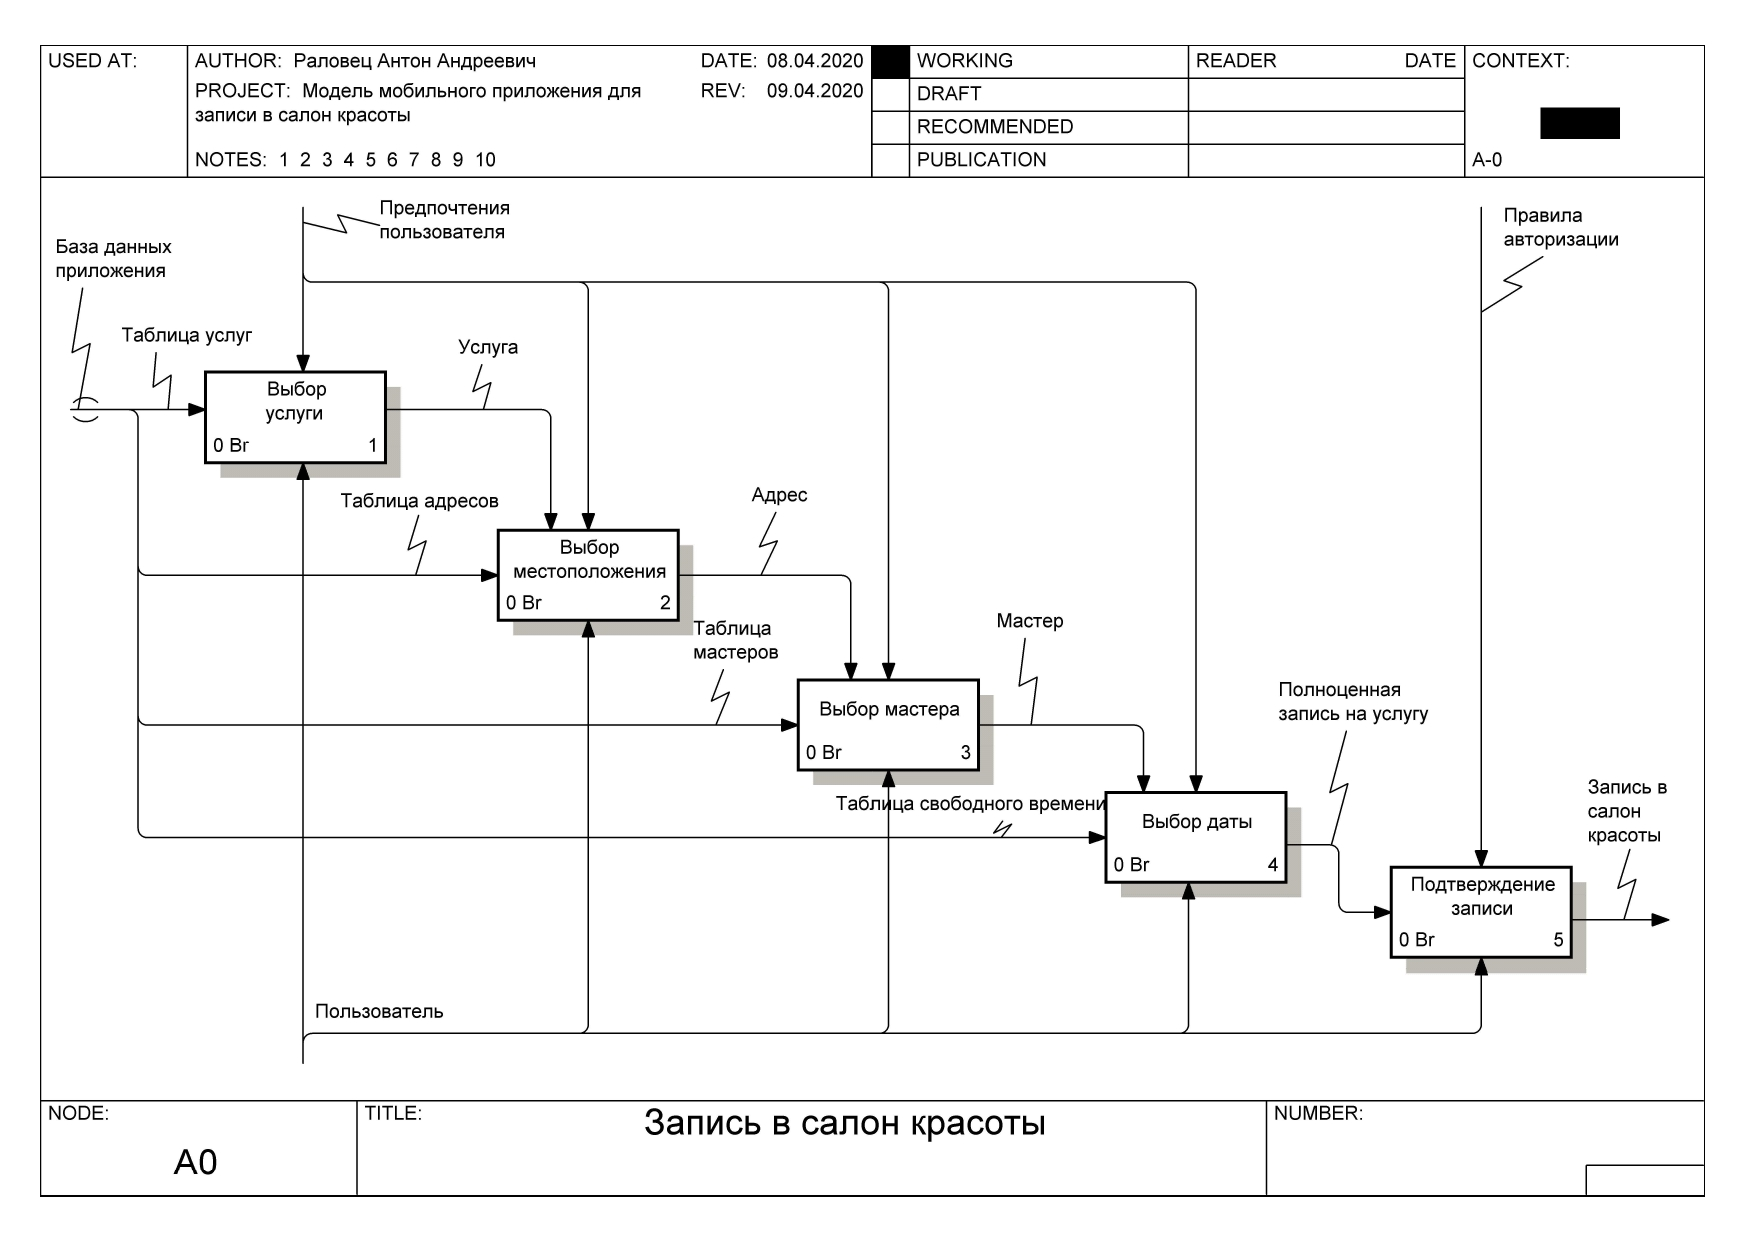 USED AT:
AUTHOR: Раловец Антон Андреевич
DATE: 08.04.2020
PROJECT: Модель мобильного приложения для
записи в салон красоты
REV: 09.04.2020
NOTES: 1 2 3 4 5 6 7 8 9 10
WORKING
DRAFT
RECOMMENDED
PUBLICATION
READER
DATE
CONTEXT:
A-0
Предпочтения
пользователя
Правила
авторизации
База данных
приложения
Таблица услуг
Услуга
Выбор
услуги
0 Br
1
Таблица адресов
Адрес
Выбор
местоположения
0 Br
2
Таблица
мастеров
Мастер
Выбор мастера
0 Br
3
Полноценная
запись на услугу
Таблица свободного времени
Выбор даты
0 Br
4
Запись в
салон
красоты
Подтверждение
записи
0 Br
5
Пользователь
NODE:
A0
TITLE:
Запись в салон красоты
NUMBER: